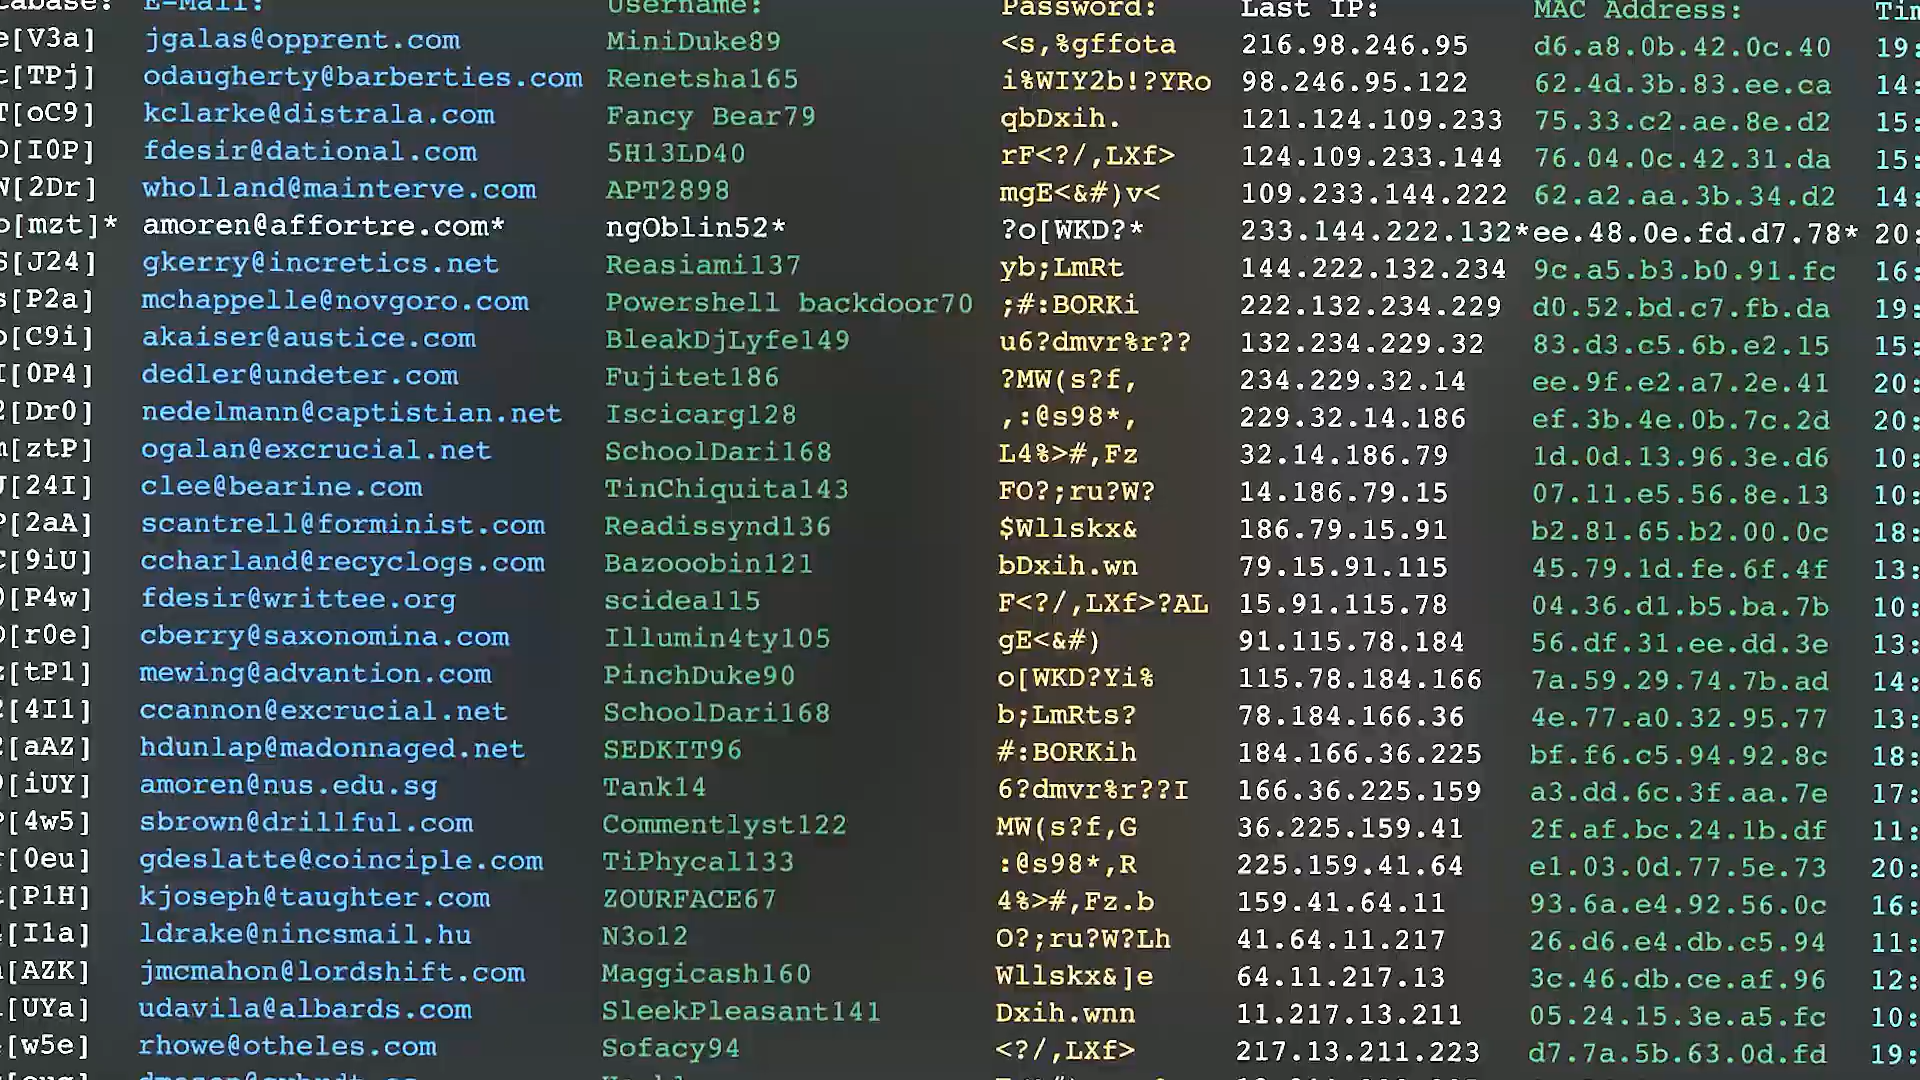 abase: E-Mail: Username: Password: Last IP: MAC Address: Tim
e[V3a] jgalas@opprent.com MiniDuke89 <s,%gffota 216.98.246.95 d6.a8.0b.42.0c.40 19:
t[TPj] odaugherty@barberties.com Renetsha165 i%WIY2b!?YRo 98.246.95.122 62.4d.3b.83.ee.ca 14:
T[oC9] kclarke@distrala.com Fancy Bear79 qbDxih. 121.124.109.233 75.33.c2.ae.8e.d2 15:
[I0P] fdesir@dational.com 5H13LD40 rF<?/,LXf> 124.109.233.144 76.04.0c.42.31.da 15:
W[2Dr] wholland@mainterve.com APT2898 mgE<&#)v< 109.233.144.222 62.a2.aa.3b.34.d2 14:
o[mzt]* amoren@affortre.com* ngOblin52* ?o[WKD?* 233.144.222.132* ee.48.0e.fd.d7.78* 20:
S[J24] gkerry@incretics.net Reasiami137 yb;LmRt 144.222.132.234 9c.a5.b3.b0.91.fc 16:
s[P2a] mchappelle@novgoro.com Powershell backdoor70 ;#:BORKi 222.132.234.229 d0.52.bd.c7.fb.da 19:
o[C9i] akaiser@austice.com BleakDjLyfe149 u6?dmvr%r?? 132.234.229.32 83.d3.c5.6b.e2.15 15:
I[0P4] dedler@undeter.com Fujitet186 ?MW(s?f, 234.229.32.14 ee.9f.e2.a7.2e.41 20:
2[Dr0] nedelmann@captistian.net Iscicarg128 ,:@s98*, 229.32.14.186 ef.3b.4e.0b.7c.2d 20:
m[ztP] ogalan@excrucial.net SchoolDari168 L4%>#,Fz 32.14.186.79 1d.0d.13.96.3e.d6 10:
J[24I] clee@bearine.com TinChiquita143 FO?;ru?W? 14.186.79.15 07.11.e5.56.8e.13 10:
P[2aA] scantrell@forminist.com Readissynd136 $Wllskx& 186.79.15.91 b2.81.65.b2.00.0c 18:
C[9iU] ccharland@recyclogs.com Bazooobin121 bDxih.wn 79.15.91.115 45.79.1d.fe.6f.4f 13:
[P4w] fdesir@writtee.org scidea115 F<?/,LXf>?AL 15.91.115.78 04.36.d1.b5.ba.7b 10:
[r0e] cberry@saxonomina.com Illumin4ty105 gE<&#) 91.115.78.184 56.df.31.ee.dd.3e 13:
z[tP1] mewing@advantion.com PinchDuke90 o[WKD?Yi% 115.78.184.166 7a.59.29.74.7b.ad 14:
[4I1] ccannon@excrucial.net SchoolDari168 b;LmRts? 78.184.166.36 4e.77.a0.32.95.77 13:
[aAZ] hdunlap@madonnaged.net SEDKIT96 #:BORKih 184.166.36.225 bf.f6.c5.94.92.8c 18:
[iUY] amoren@nus.edu.sg Tank14 6?dmvr%r??I 166.36.225.159 a3.dd.6c.3f.aa.7e 17:
[4w5] sbrown@drillful.com Commentlyst122 MW(s?f,G 36.225.159.41 2f.af.bc.24.1b.df 11:
[0eu] gdeslatte@coinciple.com TiPhycal133 :@s98*,R 225.159.41.64 e1.03.0d.77.5e.73 20:
[P1H] kjoseph@taughter.com ZOURFACE67 4%>#,Fz.b 159.41.64.11 93.6a.e4.92.56.0c 16:
[I1a] ldrake@nincsmail.hu N3o12 O?;ru?W?Lh 41.64.11.217 26.d6.e4.db.c5.94 11:
[AZK] jmcmahon@lordshift.com Maggicash160 Wllskx&]e 64.11.217.13 3c.46.db.ce.af.96 12:
[UYa] udavila@albards.com SleekPleasant141 Dxih.wnn 11.217.13.211 05.24.15.3e.a5.fc 10:
[w5e] rhowe@otheles.com Sofacy94 <?/,LXf> 217.13.211.223 d7.7a.5b.63.0d.fd 19: